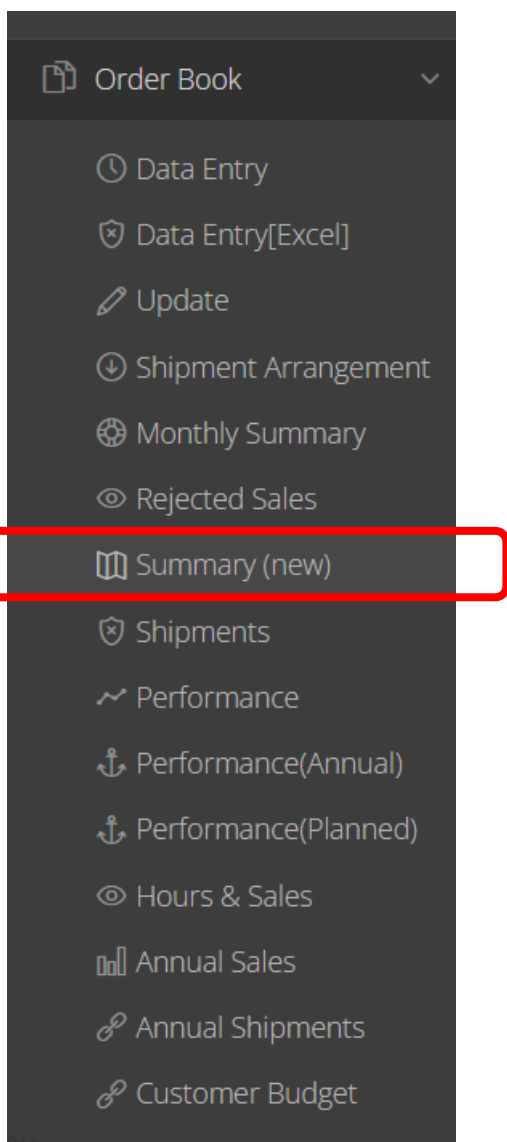 Order Book
Data Entry
Data Entry[Excel]
Update
Shipment Arrangement
Monthly Summary
Rejected Sales
Summary (new)
Shipments
Performance
Performance(Annual)
Performance(Planned)
Hours & Sales
Annual Sales
Annual Shipments
Customer Budget